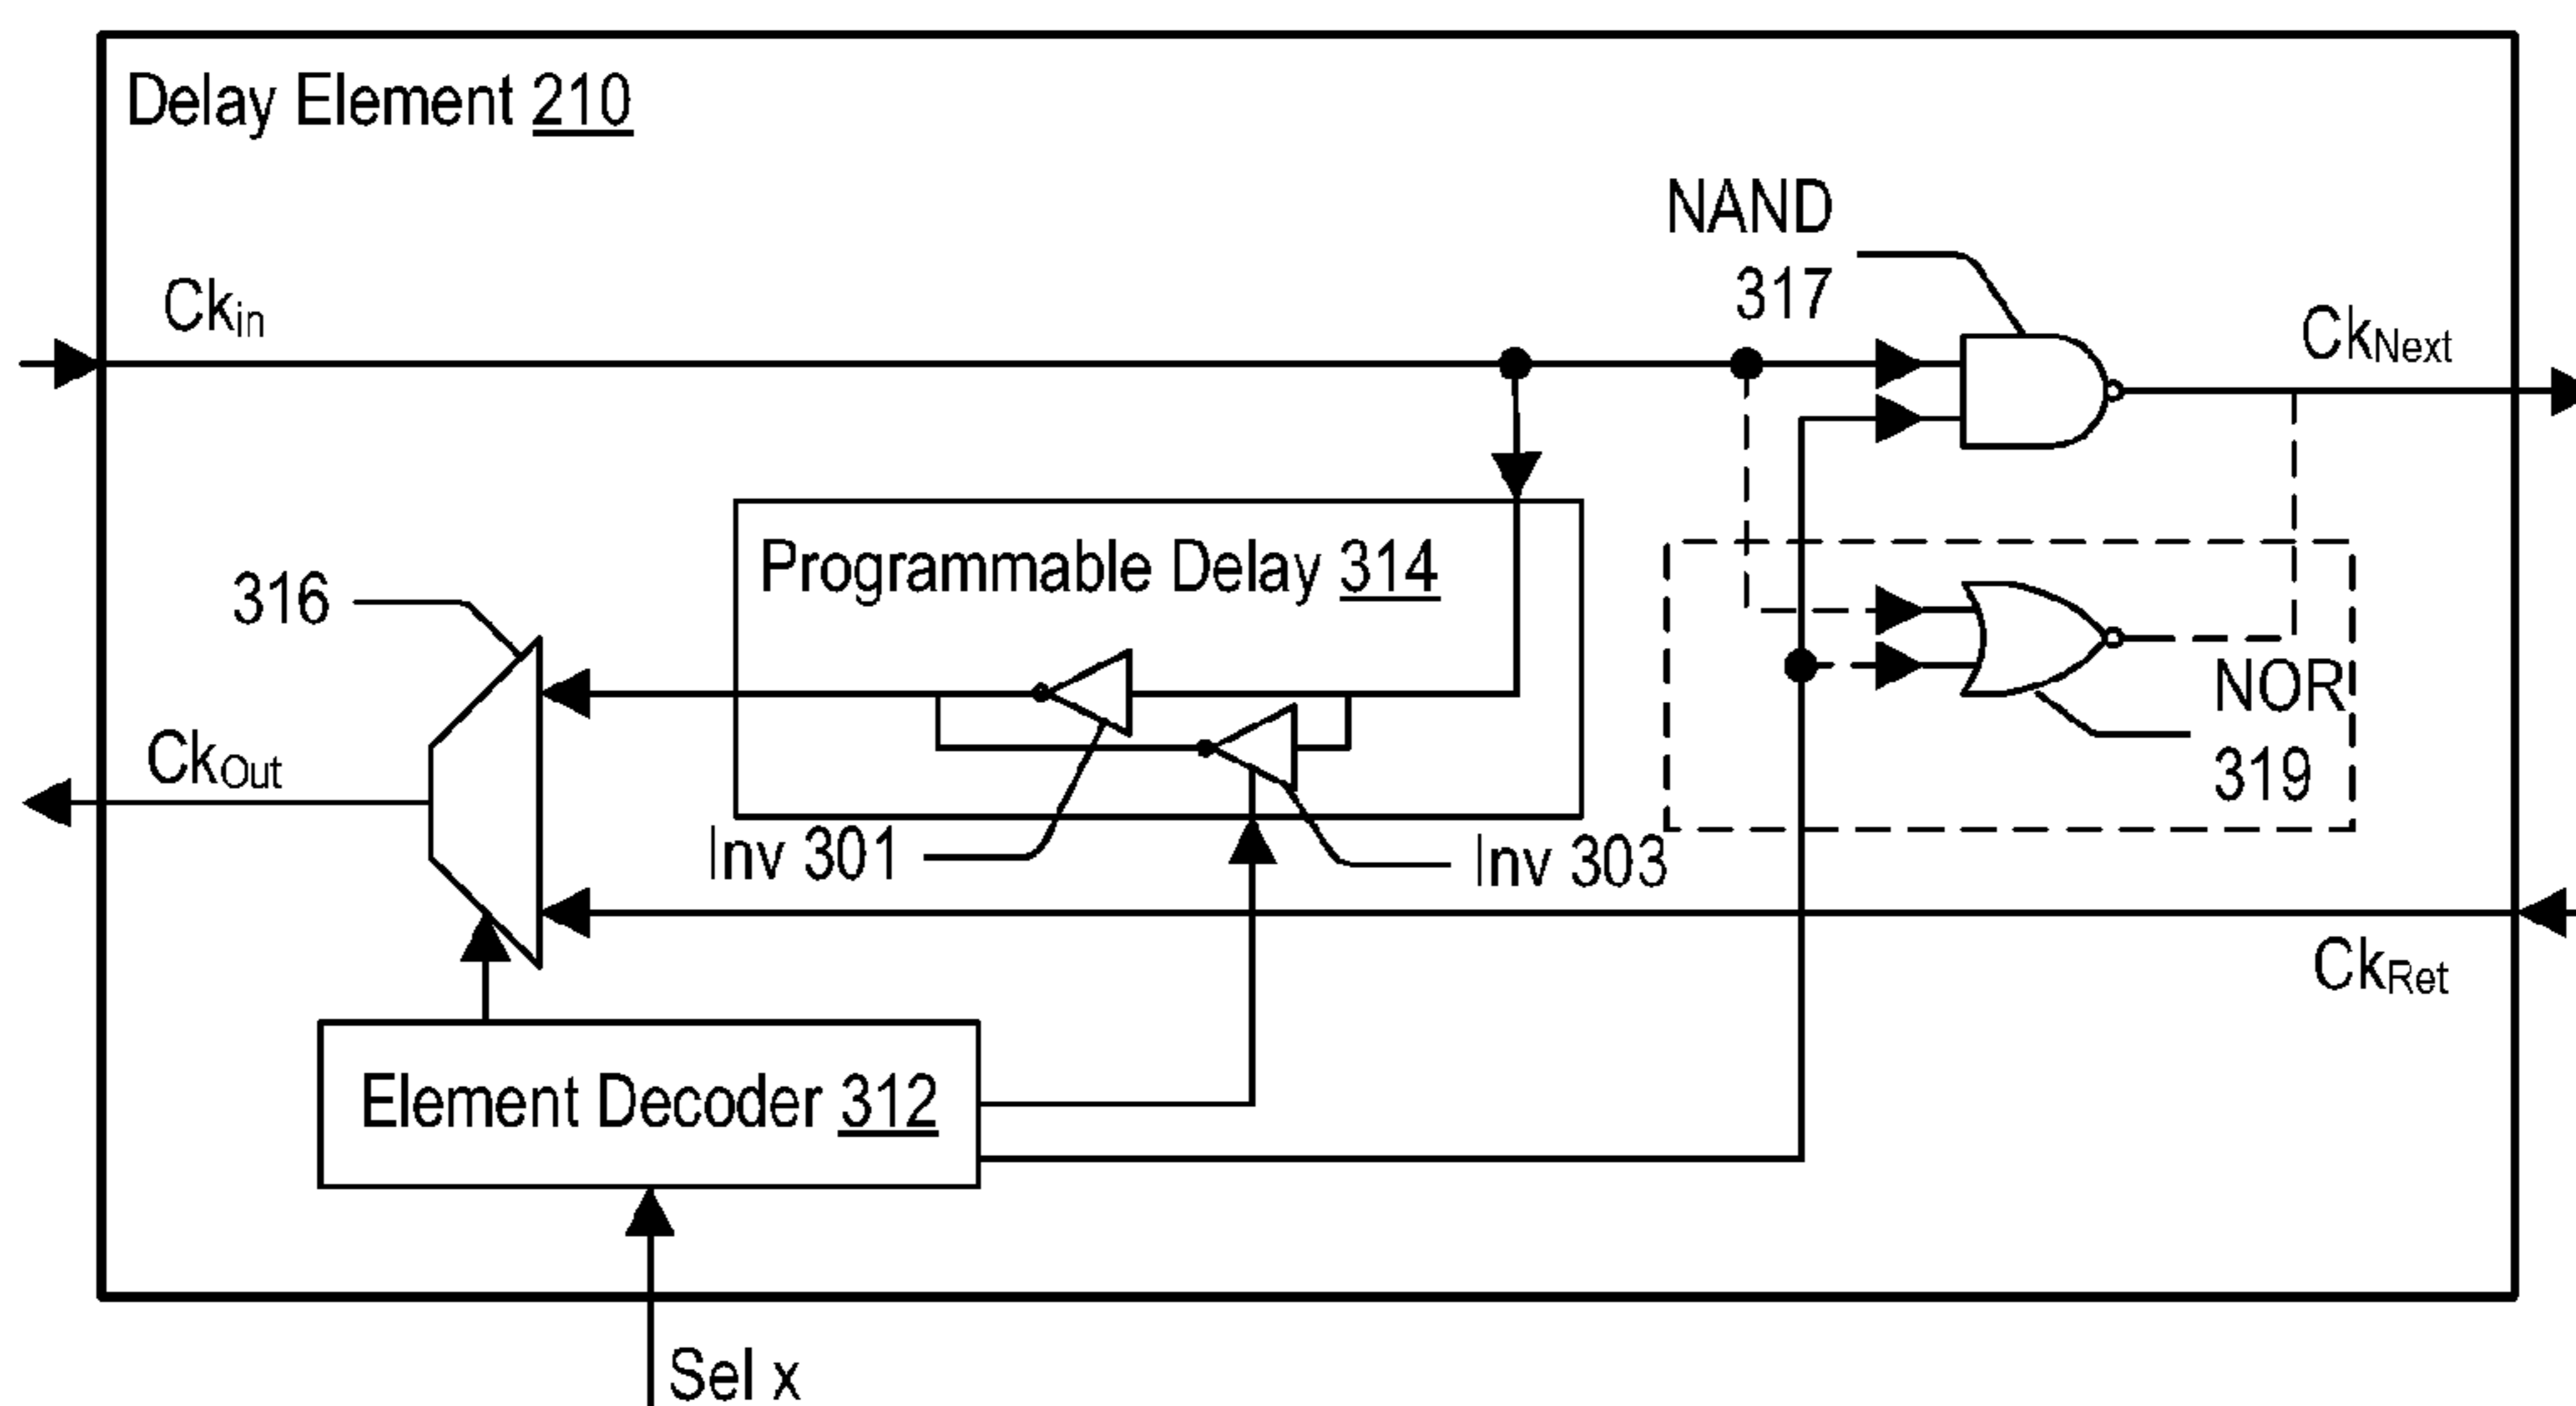 Delay Element 210
NAND
317
Ckin
CkNext
Programmable Delay 314
316
NOR
319
CkOut
Inv 301
Inv 303
CkRet
Element Decoder 312
Sel x